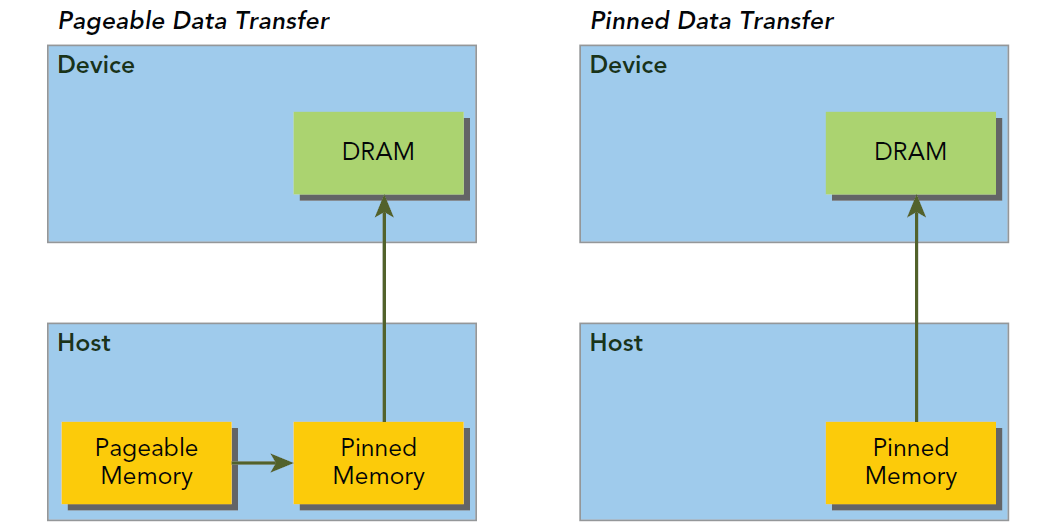 Pageable Data Transfer
Device
DRAM
Host
Pageable
Memory
Pinned
Memory
Pinned Data Transfer
Device
DRAM
Host
Pinned
Memory